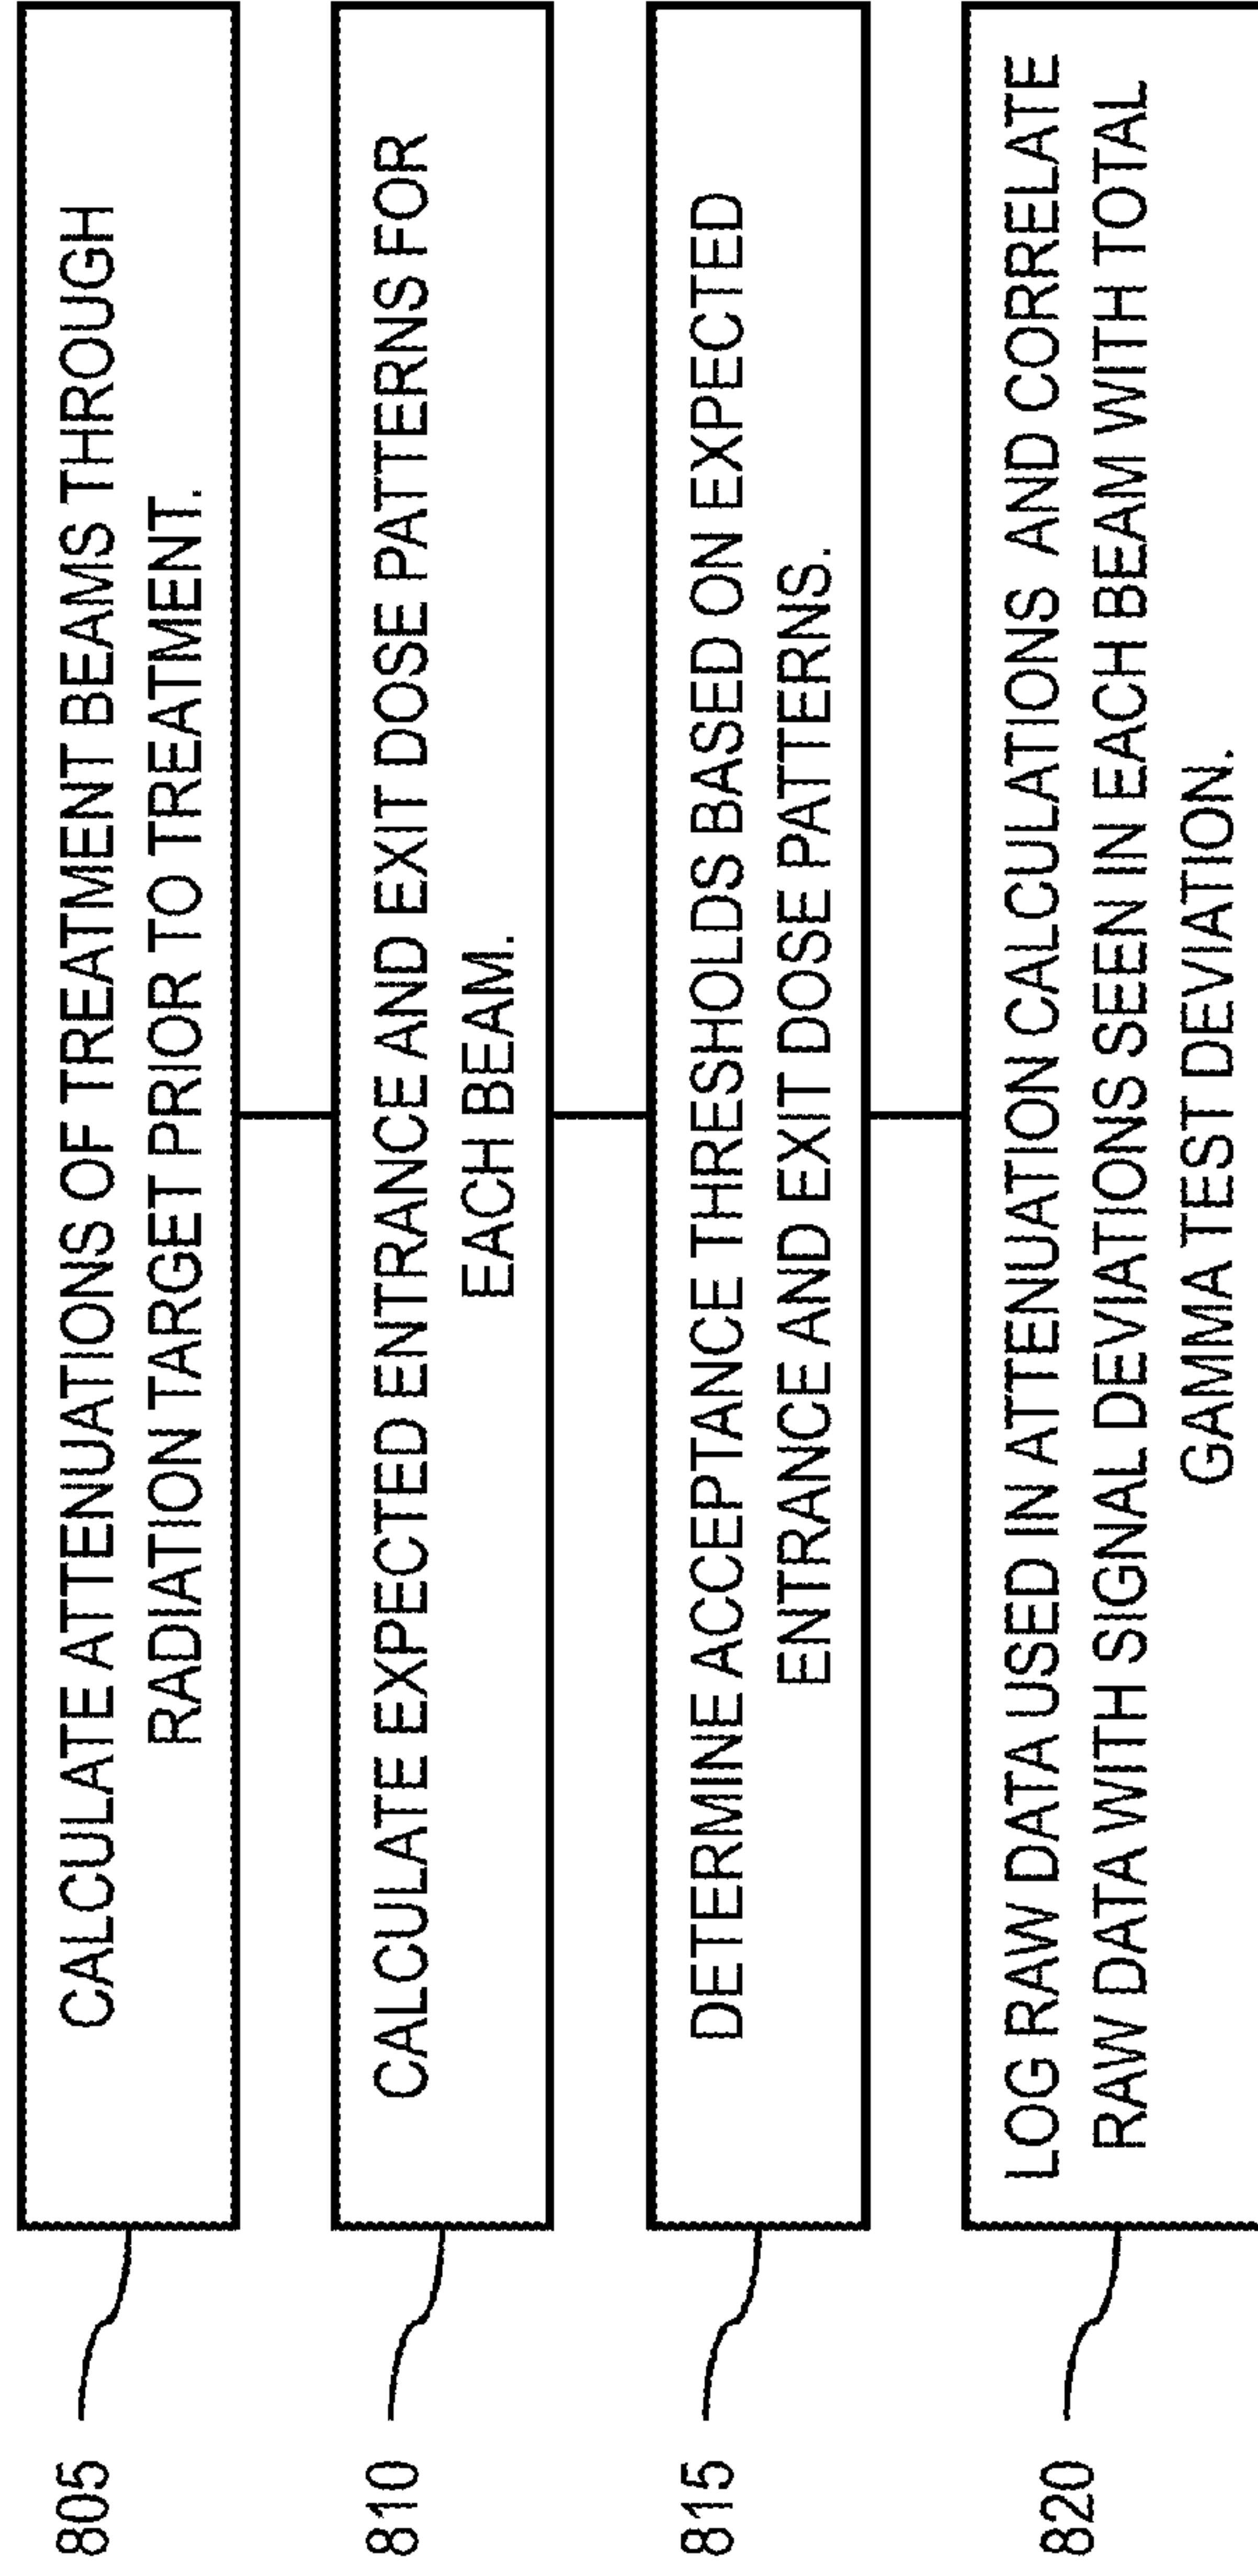 805
CALCULATE ATTENUATIONS OF TREATMENT BEAMS THROUGH
RADIATION TARGET PRIOR TO TREATMENT.
810
CALCULATE EXPECTED ENTRANCE AND EXIT DOSE PATTERNS FOR
EACH BEAM.
815
DETERMINE ACCEPTANCE THRESHOLDS BASED ON EXPECTED
ENTRANCE AND EXIT DOSE PATTERNS.
820
LOG RAW DATA USED IN ATTENUATION CALCULATIONS AND CORRELATE
RAW DATA WITH SIGNAL DEVIATIONS SEEN IN EACH BEAM WITH TOTAL
GAMMA TEST DEVIATION.